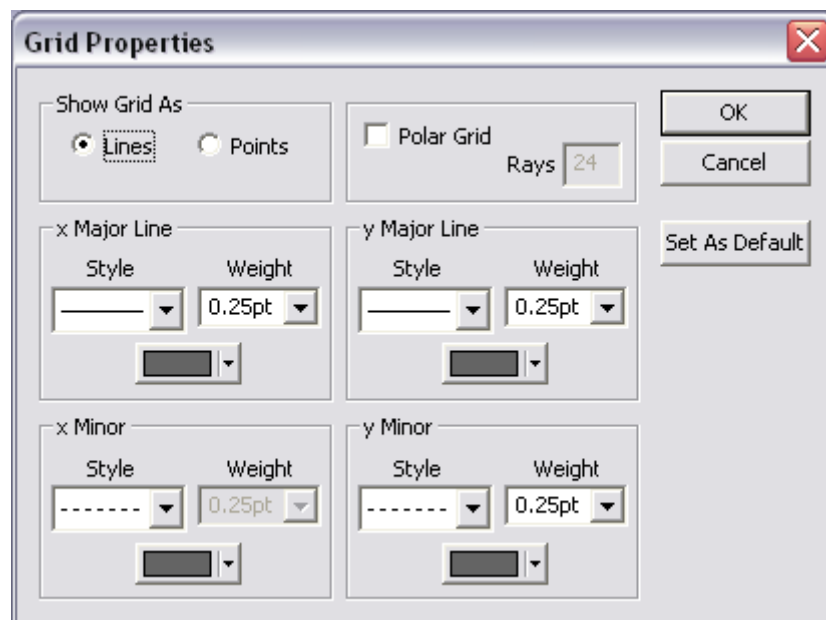 Grid Properties
Show Grid As
Lines Points
Polar Grid
Rays 24
OK
Cancel
Set As Default
x Major Line
Style Weight
0.25pt
y Major Line
Style Weight
0.25pt
x Minor
Style Weight
0.25pt
y Minor
Style Weight
0.25pt